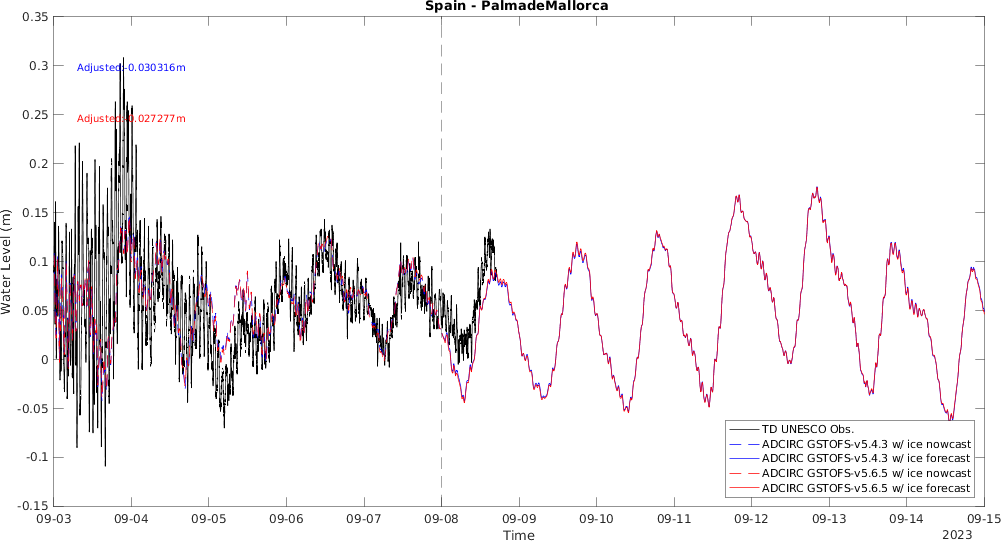 Spain - PalmadeMallorca
0.35
0.3
0.25
0.2
0.15
0.1
0.05
0
-0.05
-0.1
-0.15
Water Level (m)
Adjusted:-0.030316m
Adjusted:-0.027277m
TD UNESCO Obs.
ADCIRC GSTOFS-v5.4.3 w/ ice nowcast
ADCIRC GSTOFS-v5.4.3 w/ ice forecast
ADCIRC GSTOFS-v5.6.5 w/ ice nowcast
ADCIRC GSTOFS-v5.6.5 w/ ice forecast
09-03 09-04 09-05 09-06 09-07 09-08 09-09 09-10 09-11 09-12 09-13 09-14 09-15
Time
2023